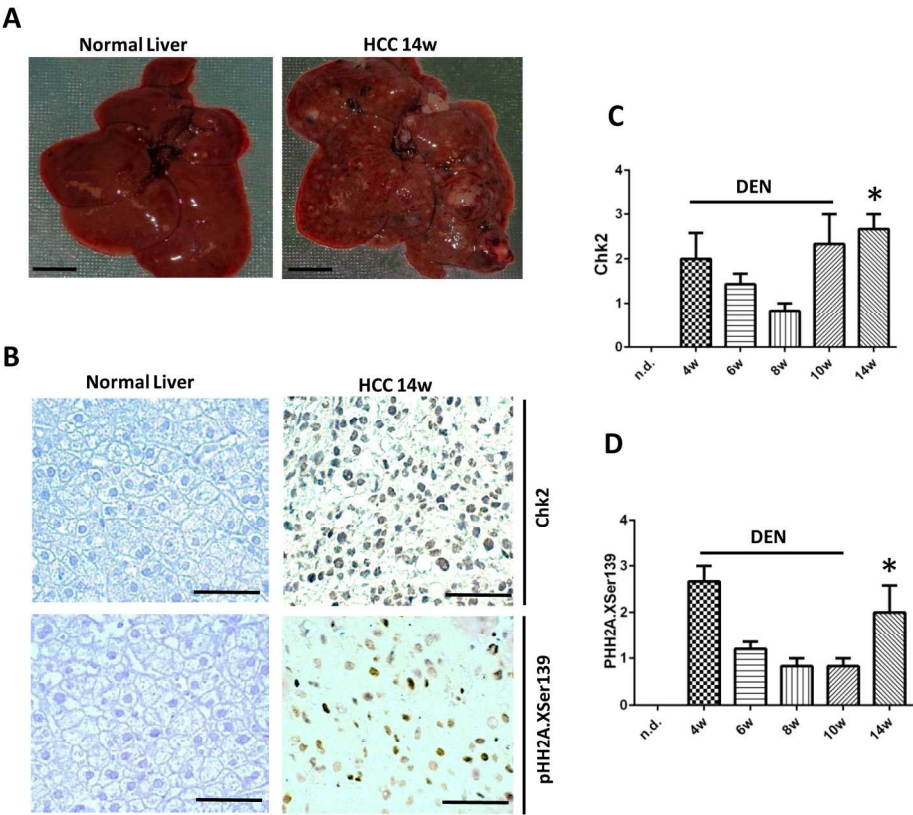 A
Normal Liver
HCC 14w
B
Normal Liver
HCC 14w
Chk2
pHH2A.XSer139
C
4
3
2
1
0
Chk2
DEN
*
n.d.
4w
6w
8w
10w
14w
D
4
3
2
1
0
PHH2A.XSer139
DEN
*
n.d.
4w
6w
8w
10w
14w